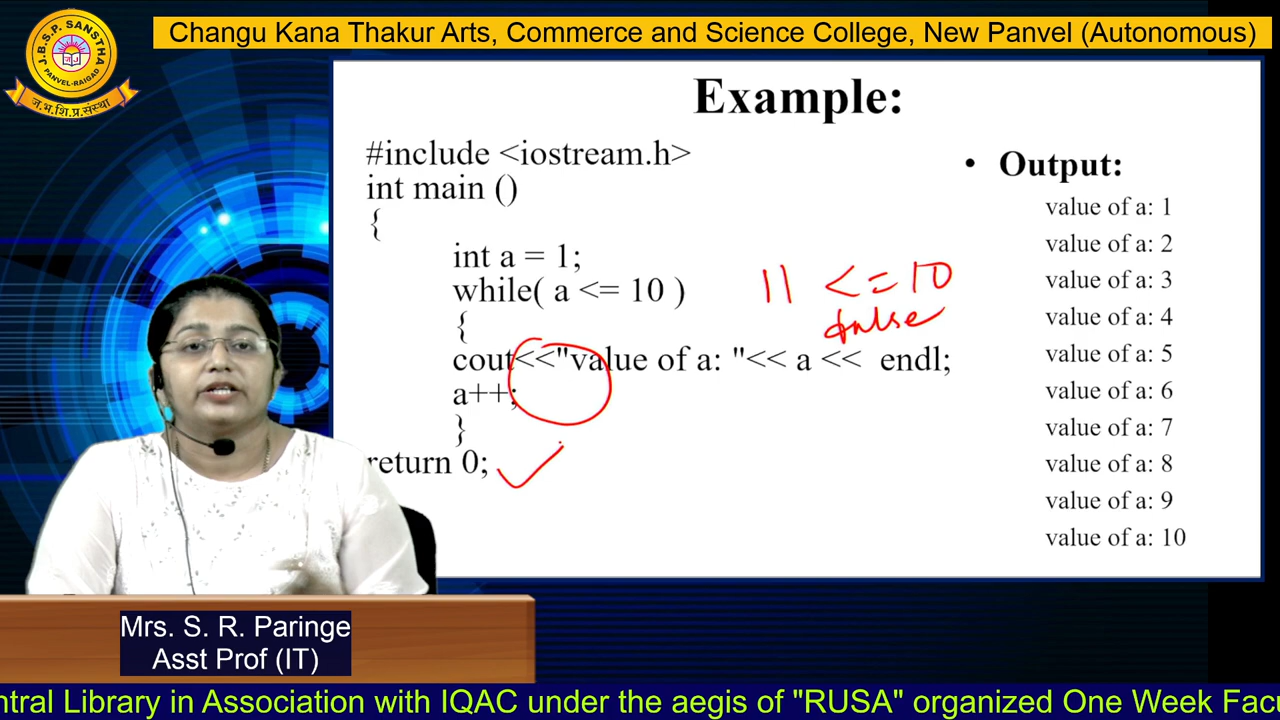 Changu Kana Thakur Arts, Commerce and Science College, New Panvel (Autonomous)
J.B.S.P. SANSTHA
PANVEL-RAIGAD
ज.भ.शि.प्र.संस्था
Example:
#include <iostream.h>
int main ()
{
int a = 1;
while( a <= 10 )
{
cout<<"value of a: "<< a << endl;
a++;
}
return 0;
11 <= 10
false
• Output:
value of a: 1
value of a: 2
value of a: 3
value of a: 4
value of a: 5
value of a: 6
value of a: 7
value of a: 8
value of a: 9
value of a: 10
Mrs. S. R. Paringe
Asst Prof (IT)
ntral Library in Association with IQAC under the aegis of "RUSA" organized One Week Facu